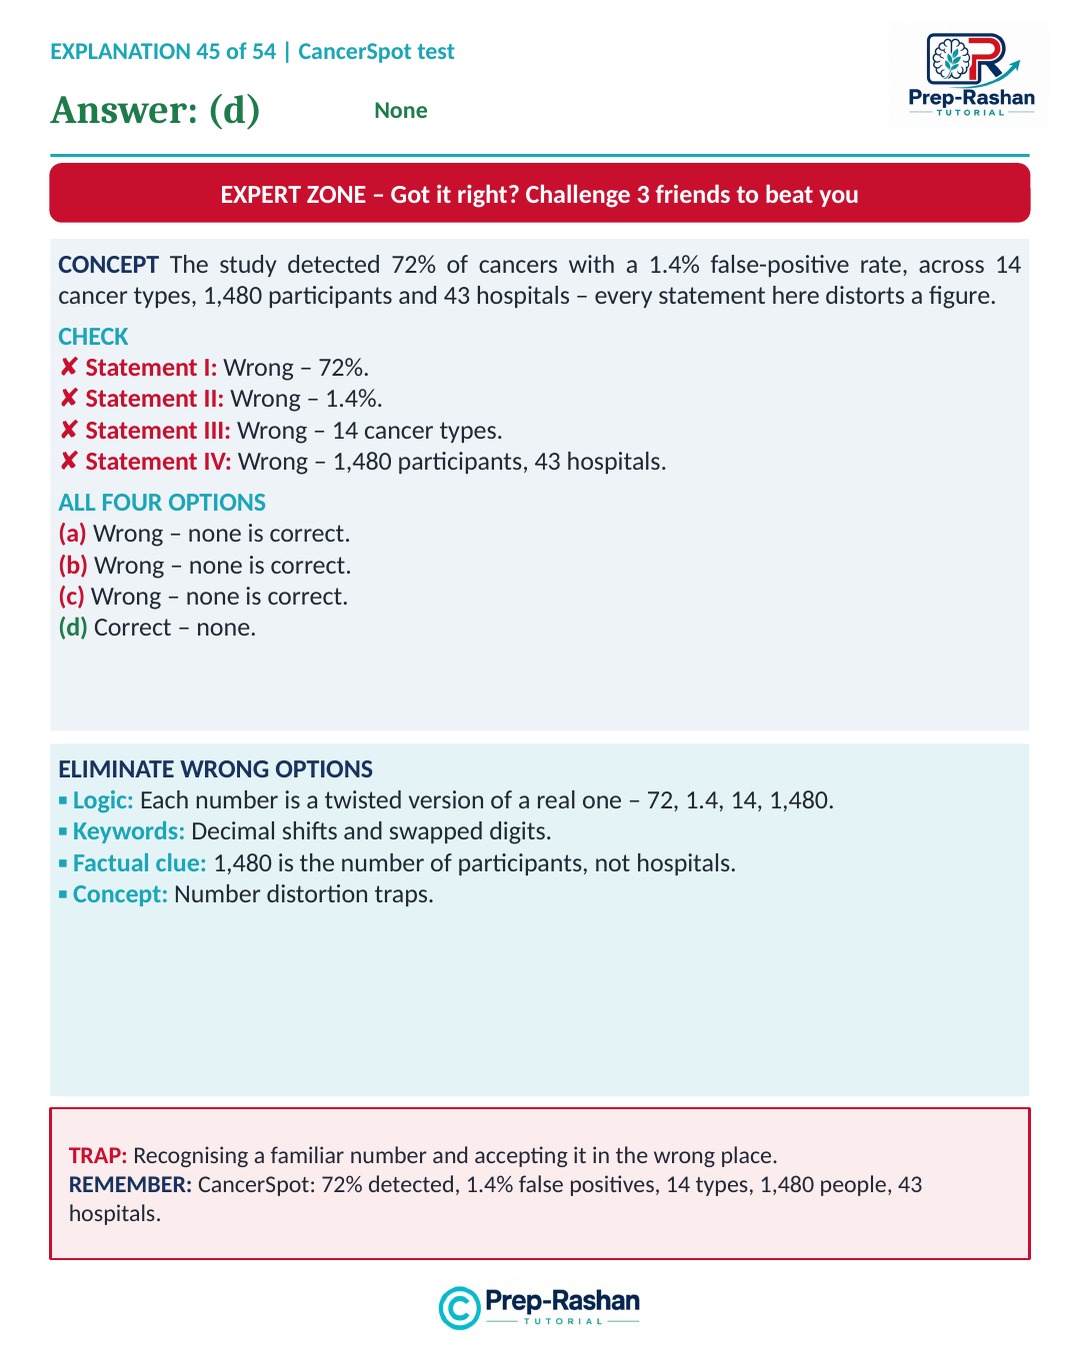 EXPLANATION 45 of 54 | CancerSpot test
Prep-Rashan
TUTORIAL
Answer: (d) None
EXPERT ZONE – Got it right? Challenge 3 friends to beat you
CONCEPT The study detected 72% of cancers with a 1.4% false-positive rate, across 14
cancer types, 1,480 participants and 43 hospitals – every statement here distorts a figure.
CHECK
✘ Statement I: Wrong – 72%.
✘ Statement II: Wrong – 1.4%.
✘ Statement III: Wrong – 14 cancer types.
✘ Statement IV: Wrong – 1,480 participants, 43 hospitals.
ALL FOUR OPTIONS
(a) Wrong – none is correct.
(b) Wrong – none is correct.
(c) Wrong – none is correct.
(d) Correct – none.
ELIMINATE WRONG OPTIONS
▪ Logic: Each number is a twisted version of a real one – 72, 1.4, 14, 1,480.
▪ Keywords: Decimal shifts and swapped digits.
▪ Factual clue: 1,480 is the number of participants, not hospitals.
▪ Concept: Number distortion traps.
TRAP: Recognising a familiar number and accepting it in the wrong place.
REMEMBER: CancerSpot: 72% detected, 1.4% false positives, 14 types, 1,480 people, 43
hospitals.
© Prep-Rashan
TUTORIAL